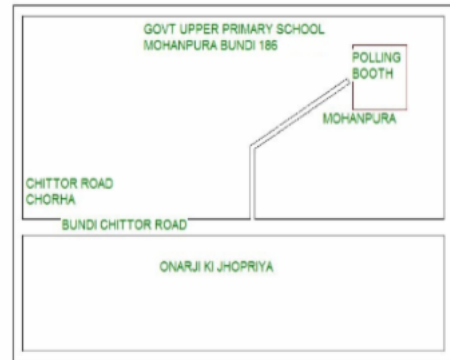 GOVT UPPER PRIMARY SCHOOL
MOHANPURA BUNDI 186
POLLING
BOOTH
MOHANPURA
CHITTOR ROAD
CHORHA
BUNDI CHITTOR ROAD
ONARJI KI JHOPRIYA